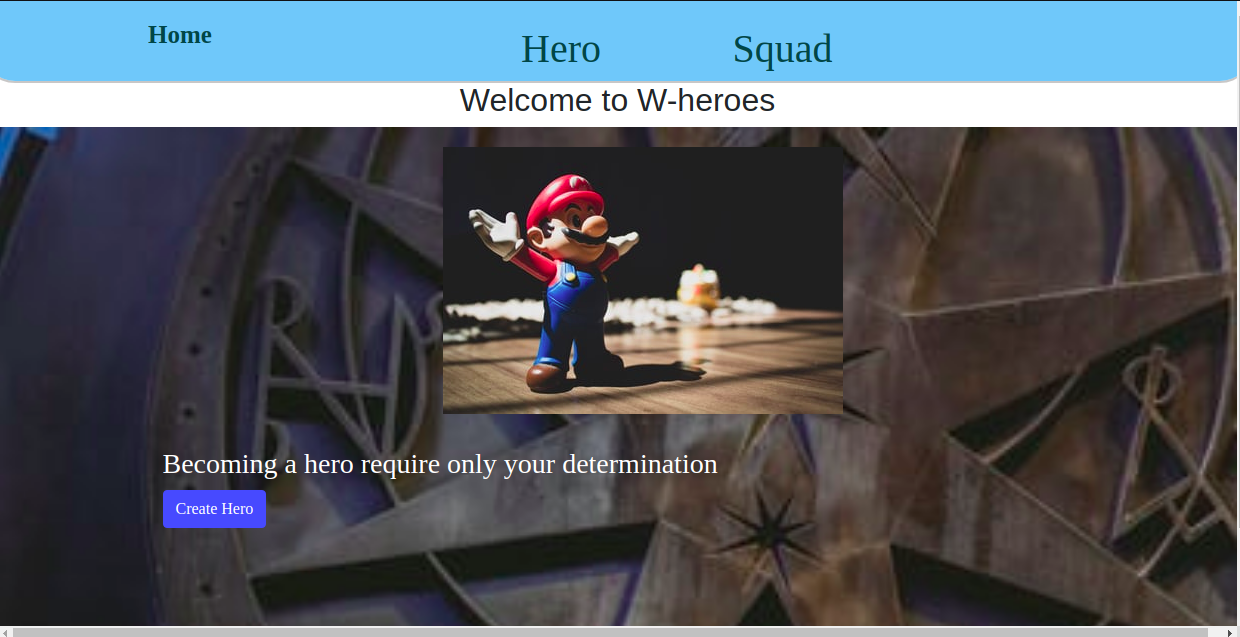 Home
Hero Squad
Welcome to W-heroes
Becoming a hero require only your determination
Create Hero